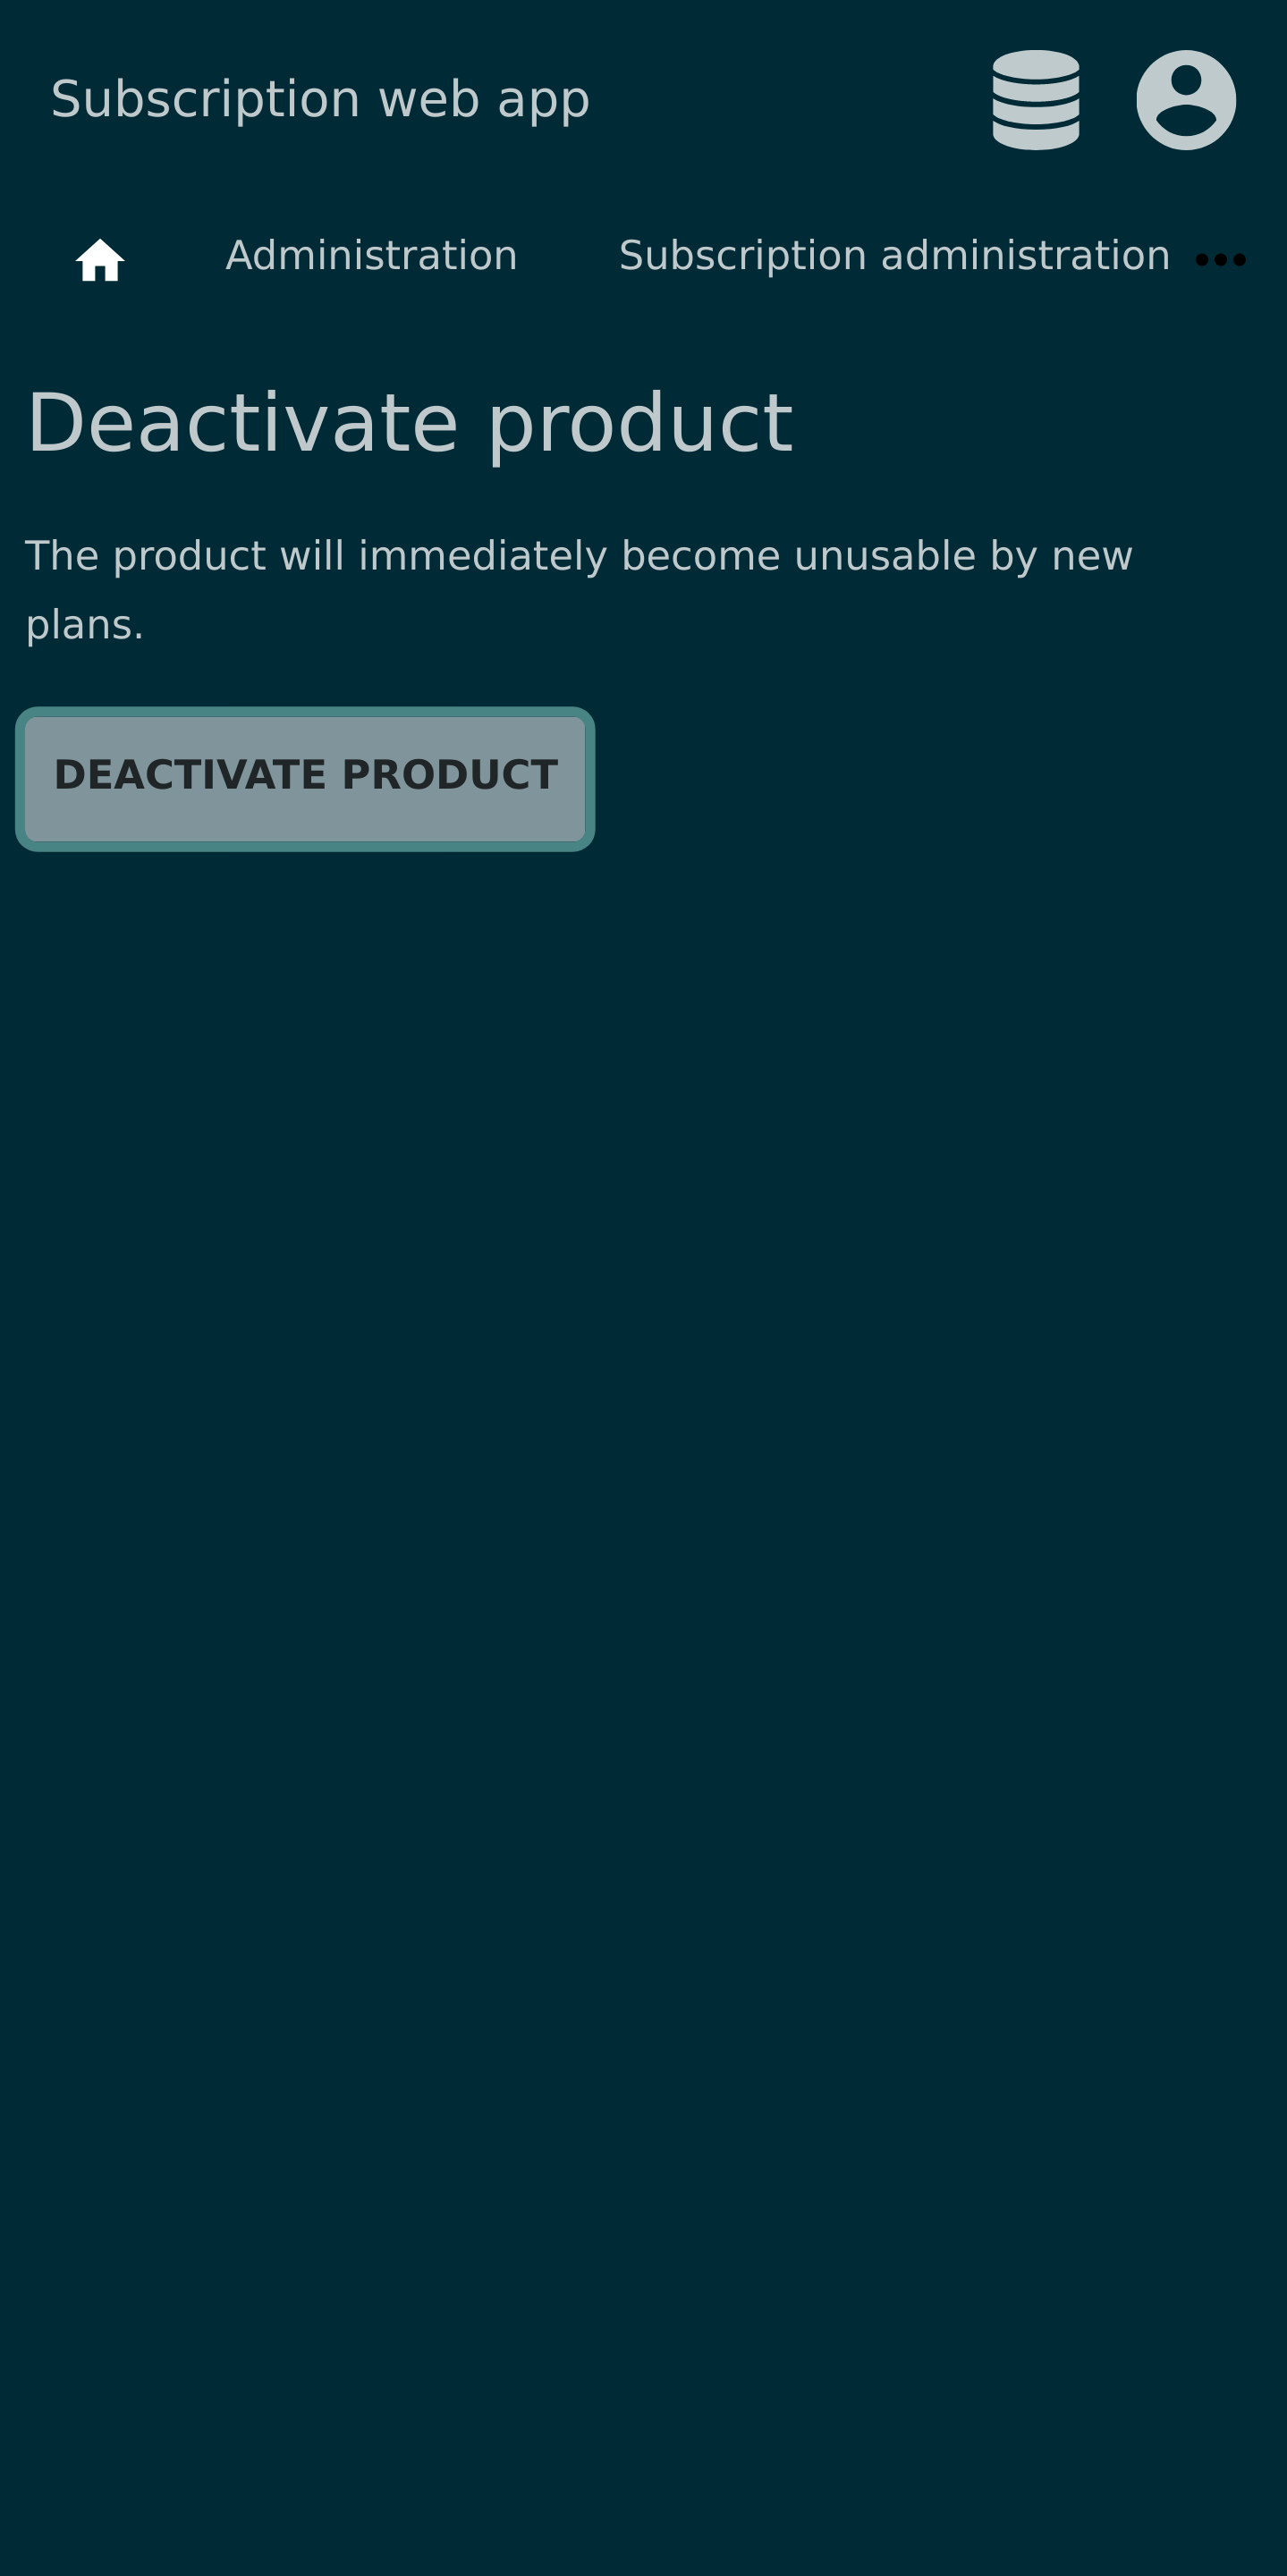 Subscription web app
Administration Subscription administration
Deactivate product
The product will immediately become unusable by new
plans.
DEACTIVATE PRODUCT